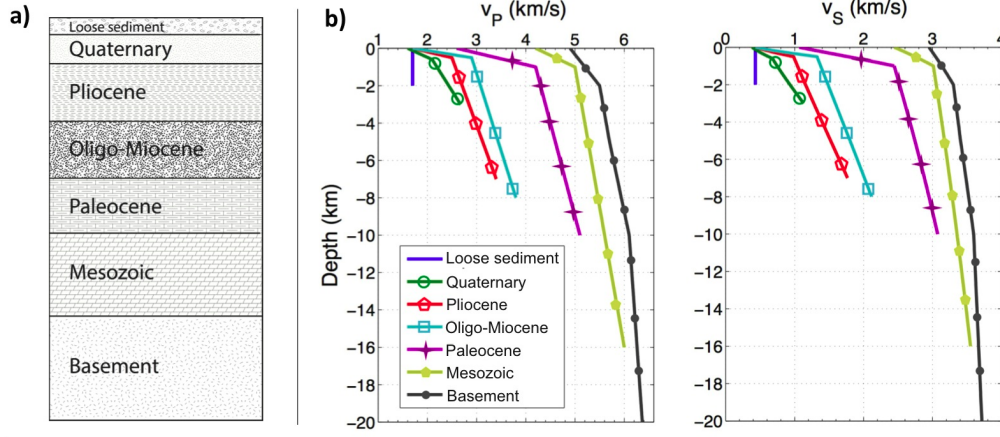 a)
Loose sediment
Quaternary
Pliocene
Oligo-Miocene
Paleocene
Mesozoic
Basement
b)
vP (km/s)
1 2 3 4 5 6
0
−2
−4
−6
−8
−10
−12
−14
−16
−18
−20
Depth (km)
Loose sediment
Quaternary
Pliocene
Oligo-Miocene
Paleocene
Mesozoic
Basement
vS (km/s)
0 1 2 3 4
0
−2
−4
−6
−8
−10
−12
−14
−16
−18
−20